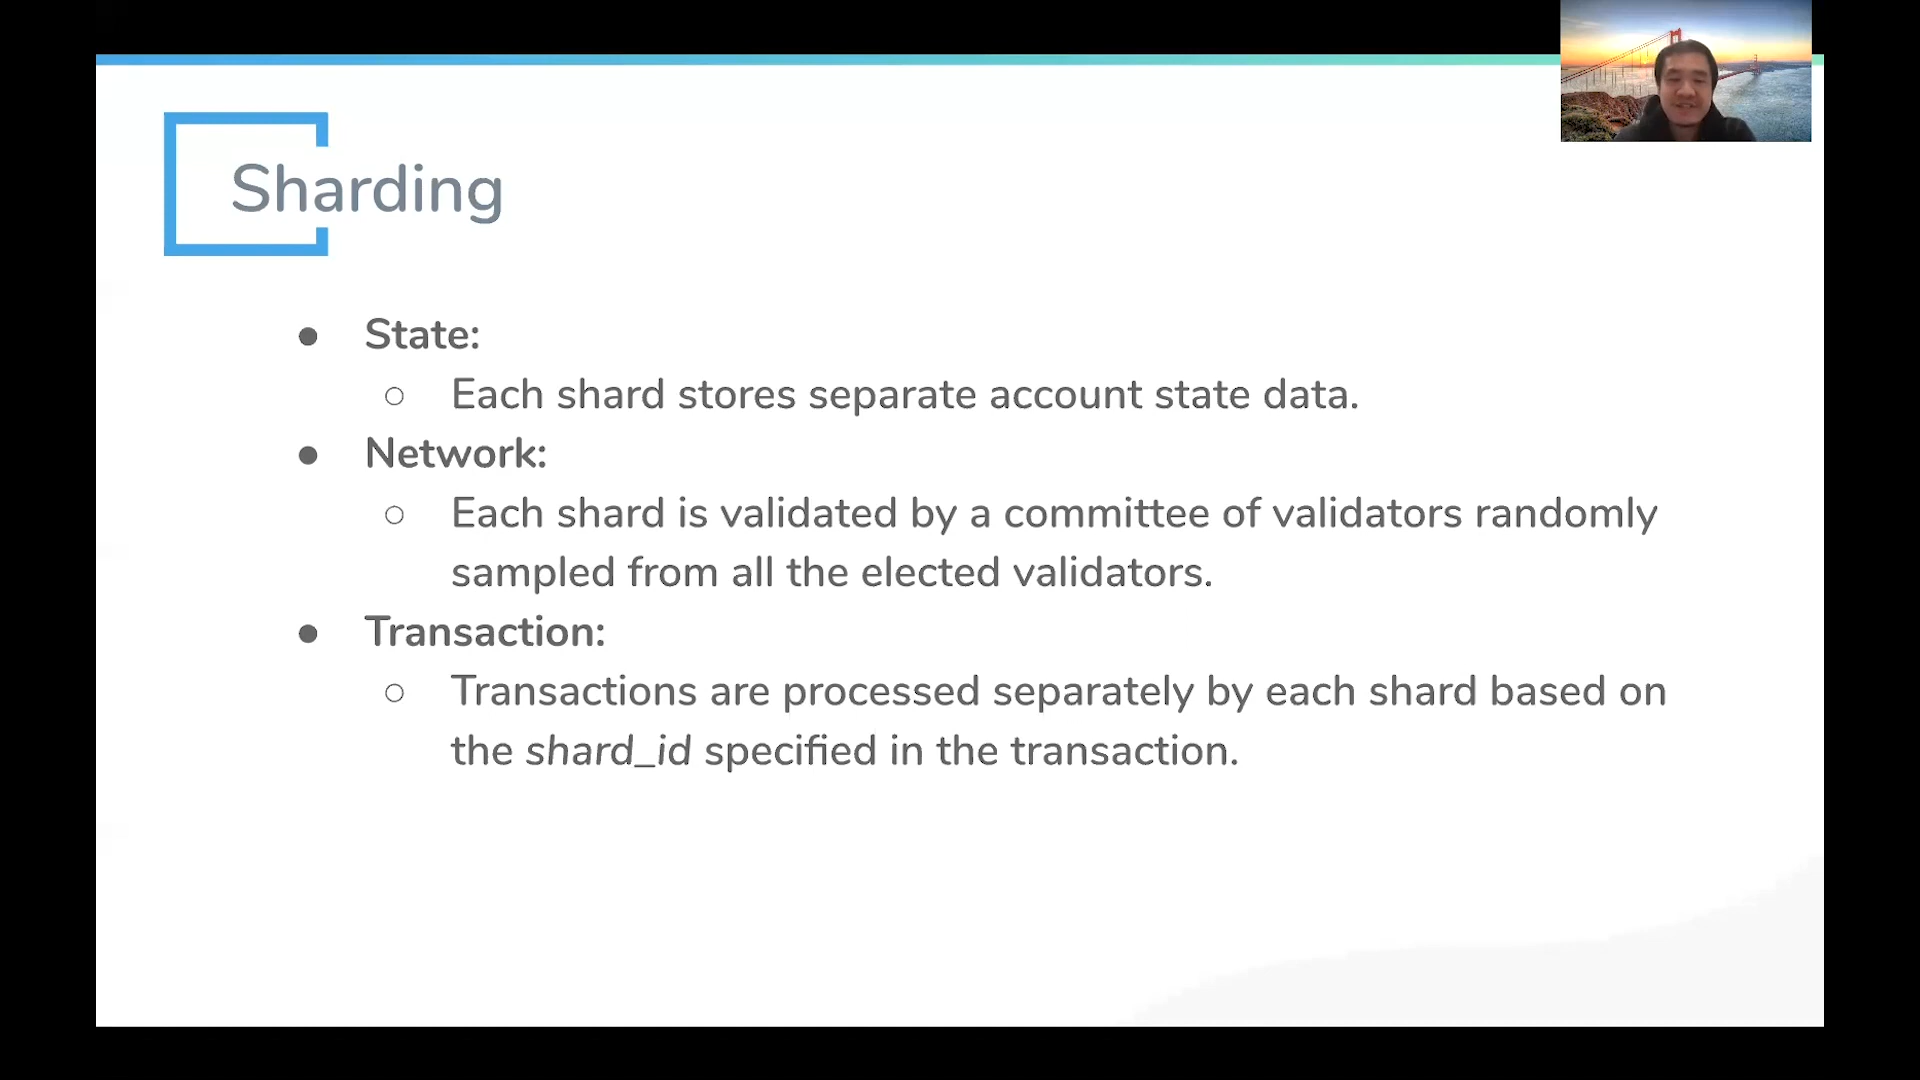 Sharding
● State:
○ Each shard stores separate account state data.
● Network:
○ Each shard is validated by a committee of validators randomly
sampled from all the elected validators.
● Transaction:
○ Transactions are processed separately by each shard based on
the shard_id specified in the transaction.